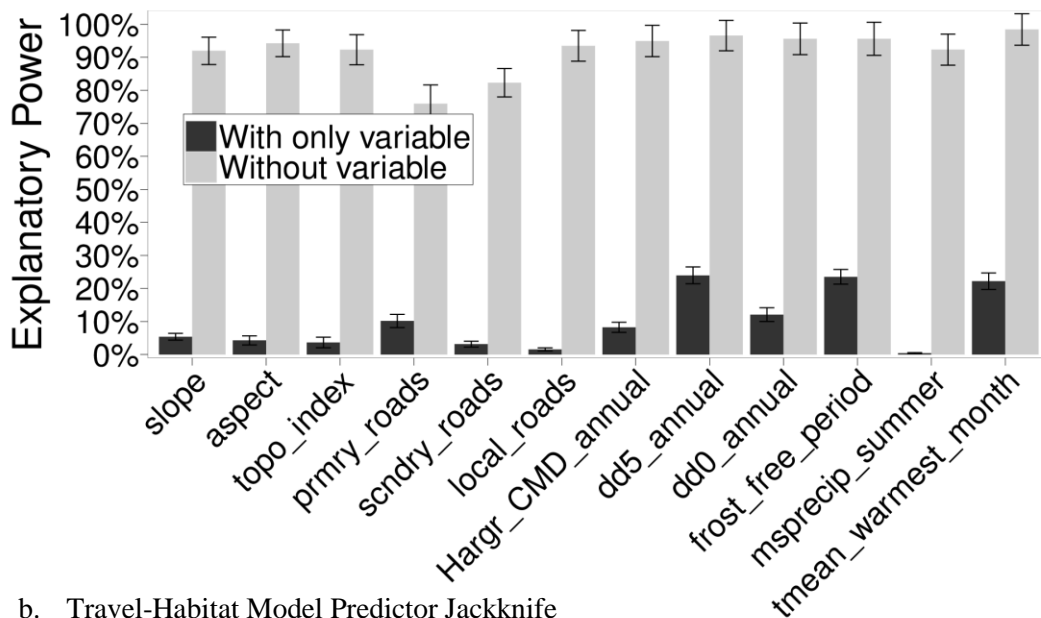 Explanatory Power
100%
90%
80%
70%
60%
50%
40%
30%
20%
10%
0%
With only variable
Without variable
slope
aspect
topo_index
prmry_roads
scndry_roads
local_roads
Hargr_CMD_annual
dd5_annual
dd0_annual
frost_free_period
msprecip_summer
tmean_warmest_month
b. Travel-Habitat Model Predictor Jackknife